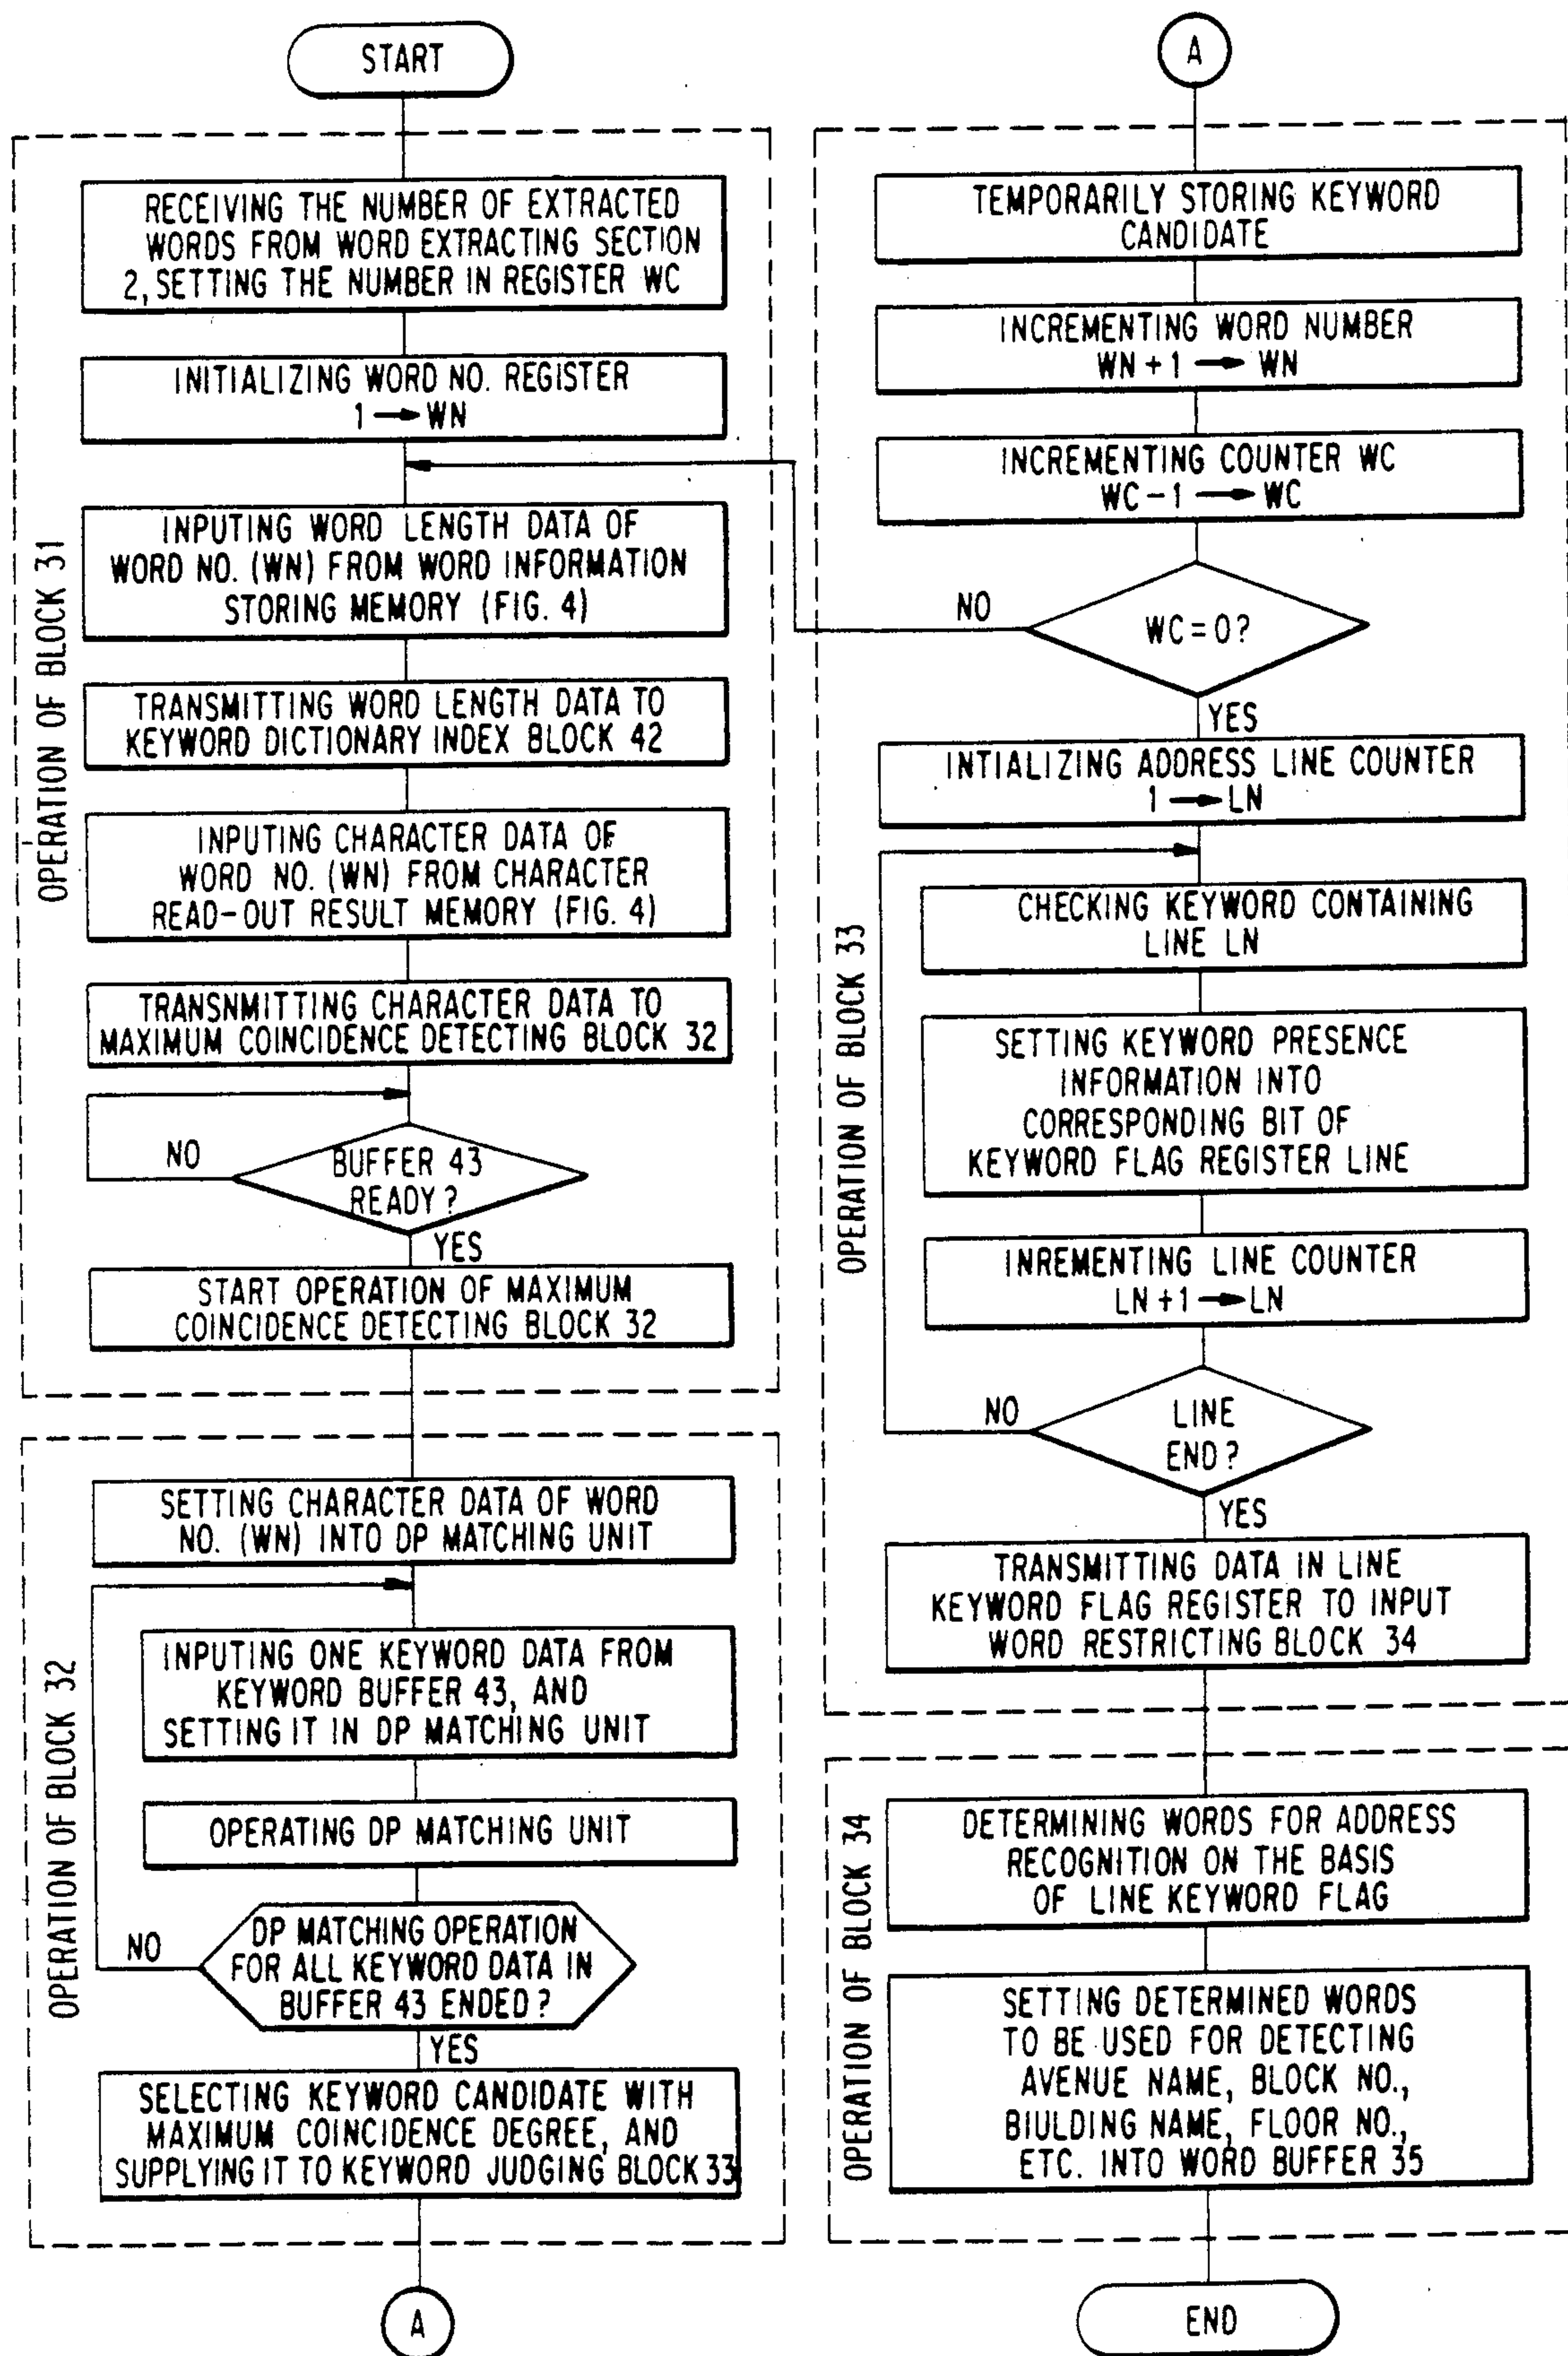 START
OPERATION OF BLOCK 31
RECEIVING THE NUMBER OF EXTRACTED
WORDS FROM WORD EXTRACTING SECTION
2, SETTING THE NUMBER IN REGISTER WC
INITIALIZING WORD NO. REGISTER
1 → WN
INPUTING WORD LENGTH DATA OF
WORD NO. (WN) FROM WORD INFORMATION
STORING MEMORY (FIG. 4)
TRANSMITTING WORD LENGTH DATA TO
KEYWORD DICTIONARY INDEX BLOCK 42
INPUTING CHARACTER DATA OF
WORD NO. (WN) FROM CHARACTER
READ-OUT RESULT MEMORY (FIG. 4)
TRANSNMITTING CHARACTER DATA TO
MAXIMUM COINCIDENCE DETECTING BLOCK 32
NO
BUFFER 43
READY?
YES
START OPERATION OF MAXIMUM
COINCIDENCE DETECTING BLOCK 32
OPERATION OF BLOCK 32
SETTING CHARACTER DATA OF WORD
NO. (WN) INTO DP MATCHING UNIT
INPUTING ONE KEYWORD DATA FROM
KEYWORD BUFFER 43, AND
SETTING IT IN DP MATCHING UNIT
OPERATING DP MATCHING UNIT
NO
DP MATCHING OPERATION
FOR ALL KEYWORD DATA IN
BUFFER 43 ENDED?
YES
SELECTING KEYWORD CANDIDATE WITH
MAXIMUM COINCIDENCE DEGREE, AND
SUPPLYING IT TO KEYWORD JUDGING BLOCK 33
A
A
OPERATION OF BLOCK 33
TEMPORARILY STORING KEYWORD
CANDIDATE
INCREMENTING WORD NUMBER
WN + 1 → WN
INCREMENTING COUNTER WC
WC - 1 → WC
NO
WC = 0?
YES
INTIALIZING ADDRESS LINE COUNTER
1 → LN
CHECKING KEYWORD CONTAINING
LINE LN
SETTING KEYWORD PRESENCE
INFORMATION INTO
CORRESPONDING BIT OF
KEYWORD FLAG REGISTER LINE
INREMENTING LINE COUNTER
LN + 1 → LN
NO
LINE
END?
YES
TRANSMITTING DATA IN LINE
KEYWORD FLAG REGISTER TO INPUT
WORD RESTRICTING BLOCK 34
OPERATION OF BLOCK 34
DETERMINING WORDS FOR ADDRESS
RECOGNITION ON THE BASIS
OF LINE KEYWORD FLAG
SETTING DETERMINED WORDS
TO BE USED FOR DETECTING
AVENUE NAME, BLOCK NO.,
BIULDING NAME, FLOOR NO.,
ETC. INTO WORD BUFFER 35
END